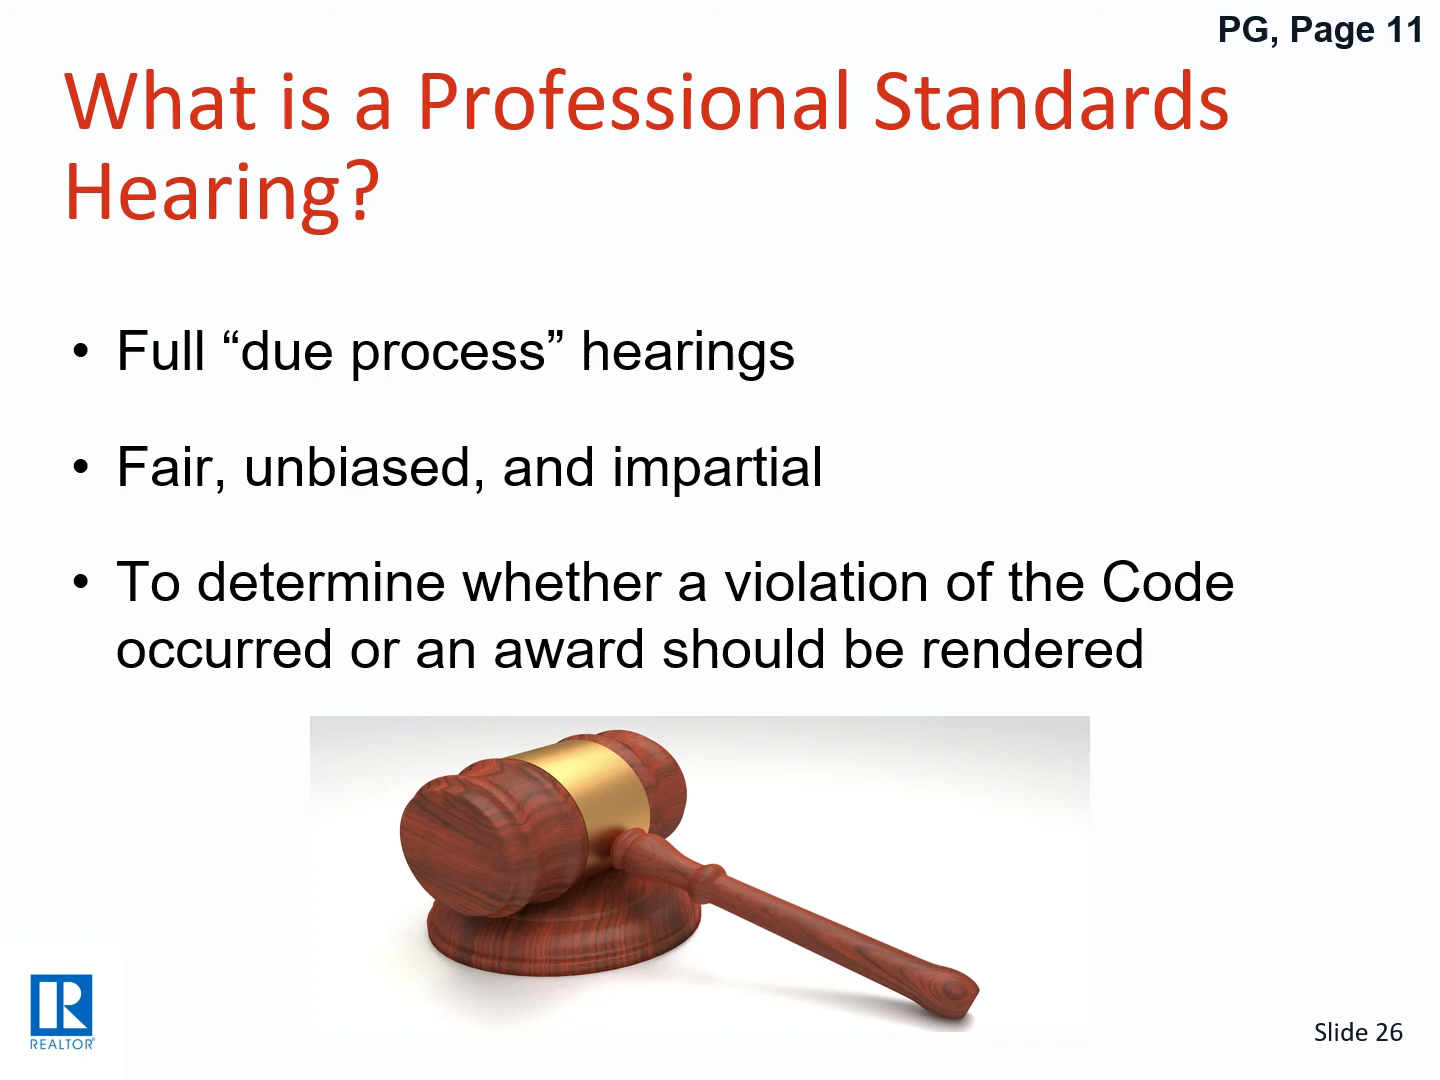 PG, Page 11
What is a Professional Standards
Hearing?
• Full “due process” hearings
• Fair, unbiased, and impartial
• To determine whether a violation of the Code
occurred or an award should be rendered
R
REALTOR®
Slide 26